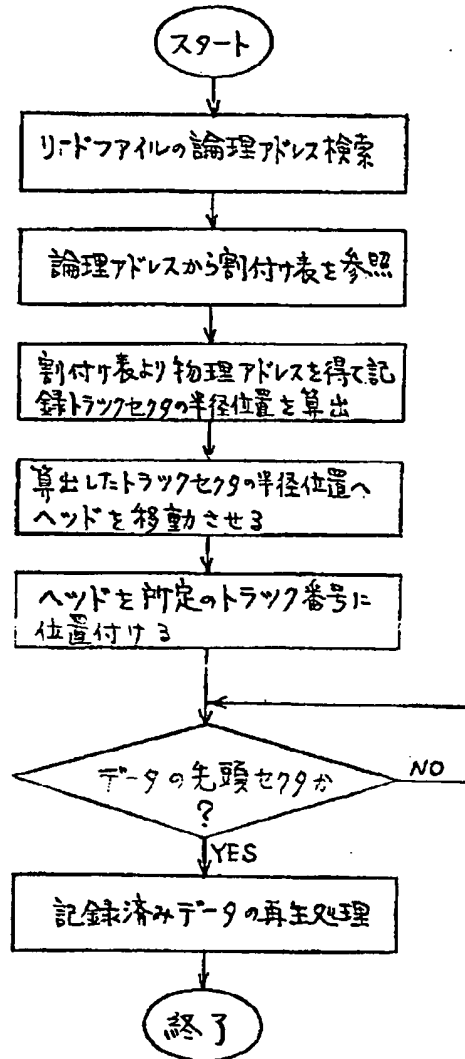 スタート
リードファイルの論理アドレス検索
論理アドレスから割付け表を参照
割付け表より物理アドレスを得て記
録トラックセクタの半径位置を算出
算出したトラックセクタの半径位置へ
ヘッドを移動させる
ヘッドを所定のトラック番号に
位置付ける
データの先頭セクタか
?
NO
YES
記録済みデータの再生処理
終了